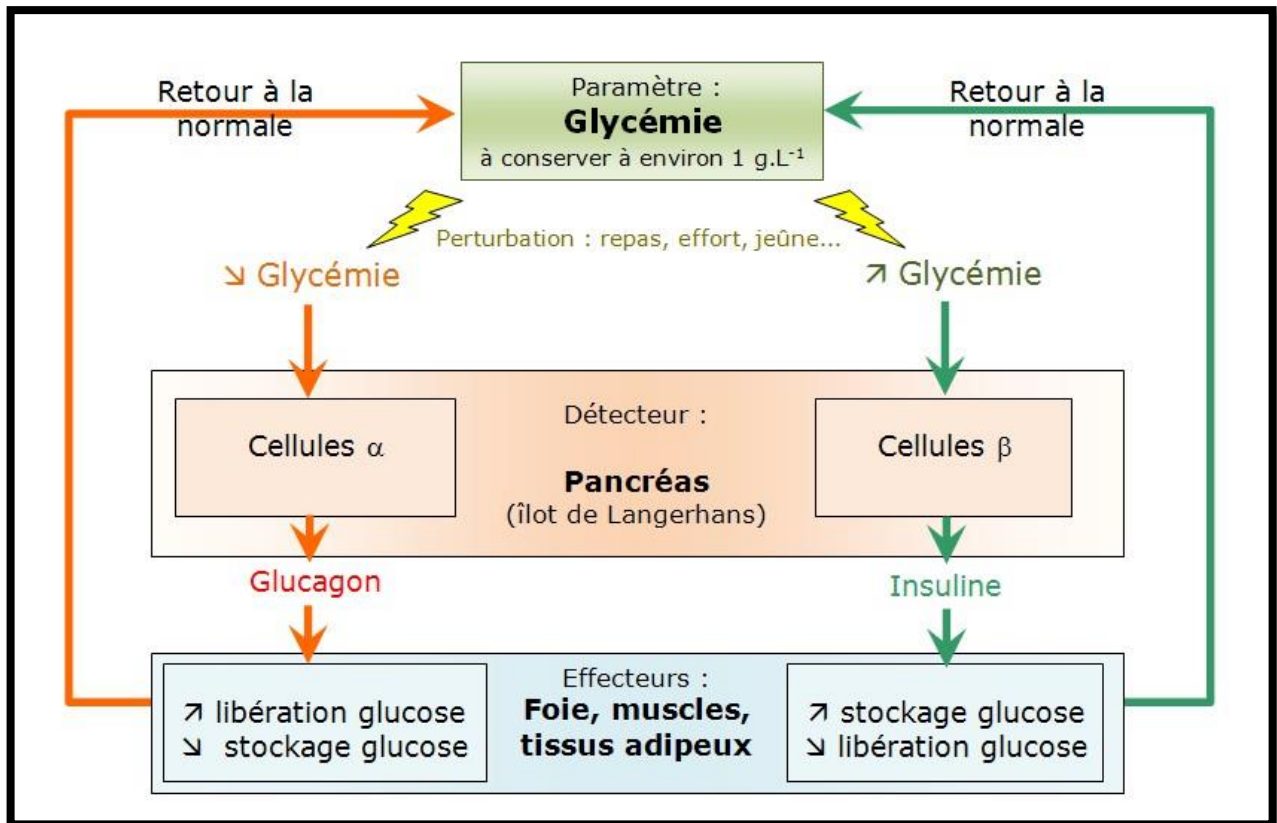 Retour à la
normale
Paramètre :
Glycémie
à conserver à environ 1 g.L⁻¹
Retour à la
normale
Perturbation : repas, effort, jeûne...
↘ Glycémie
↗ Glycémie
Cellules α
Détecteur :
Pancréas
(îlot de Langerhans)
Cellules β
Glucagon
Insuline
↗ libération glucose
↘ stockage glucose
Effecteurs :
Foie, muscles,
tissus adipeux
↗ stockage glucose
↘ libération glucose